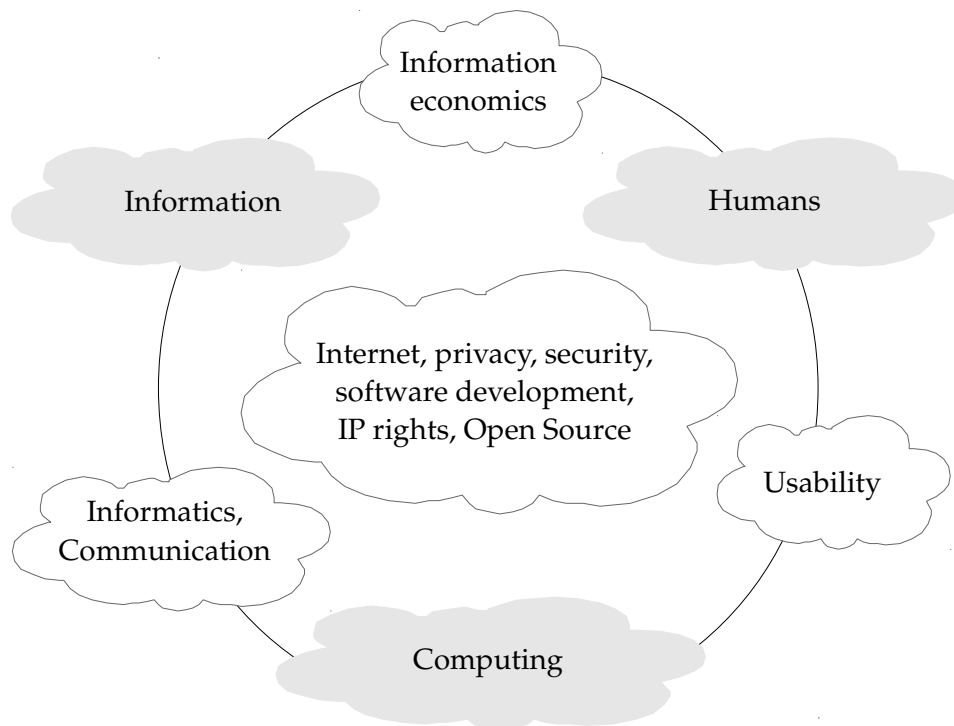 Information
economics
Information
Humans
Internet, privacy, security,
software development,
IP rights, Open Source
Usability
Informatics,
Communication
Computing